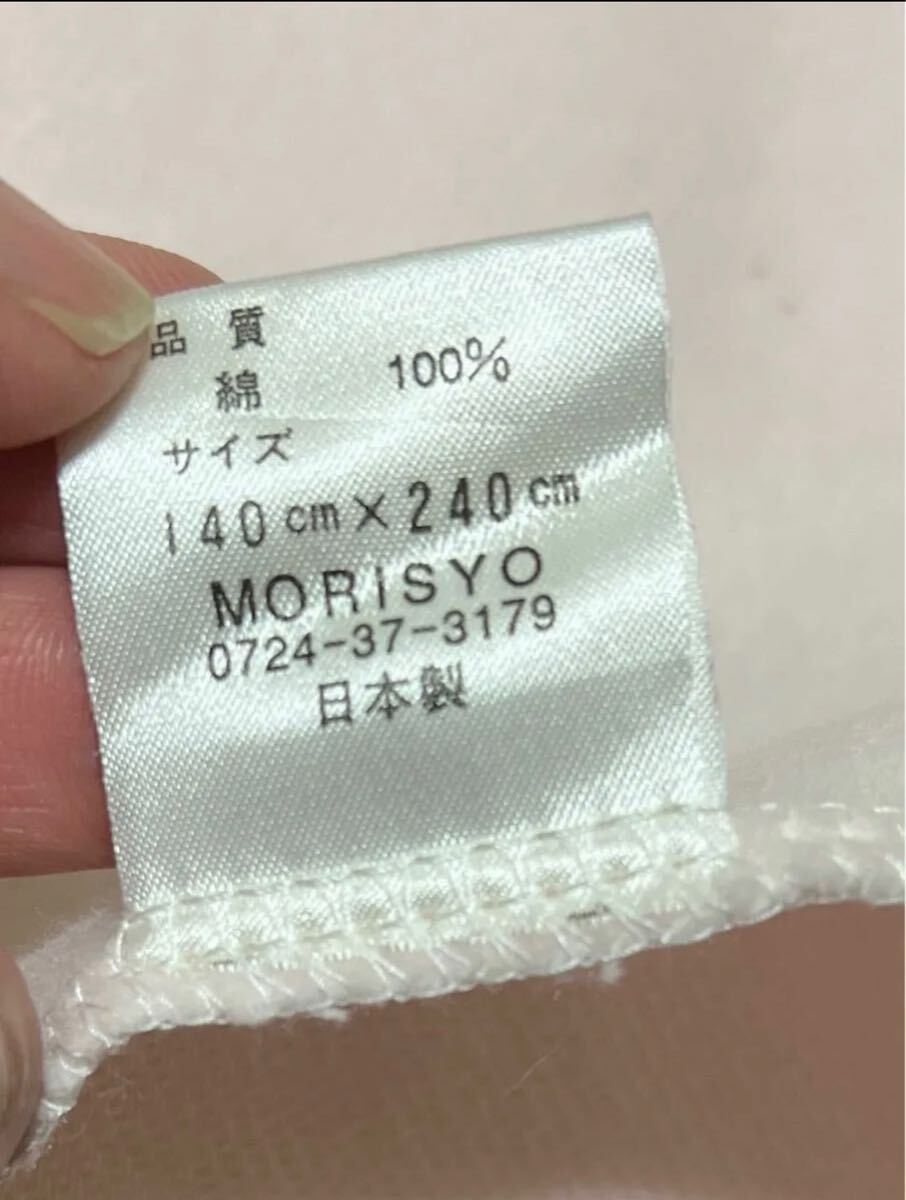 品 質
綿 100%
サイズ
140cm×240cm
MORISYO
0724-37-3179
日本製